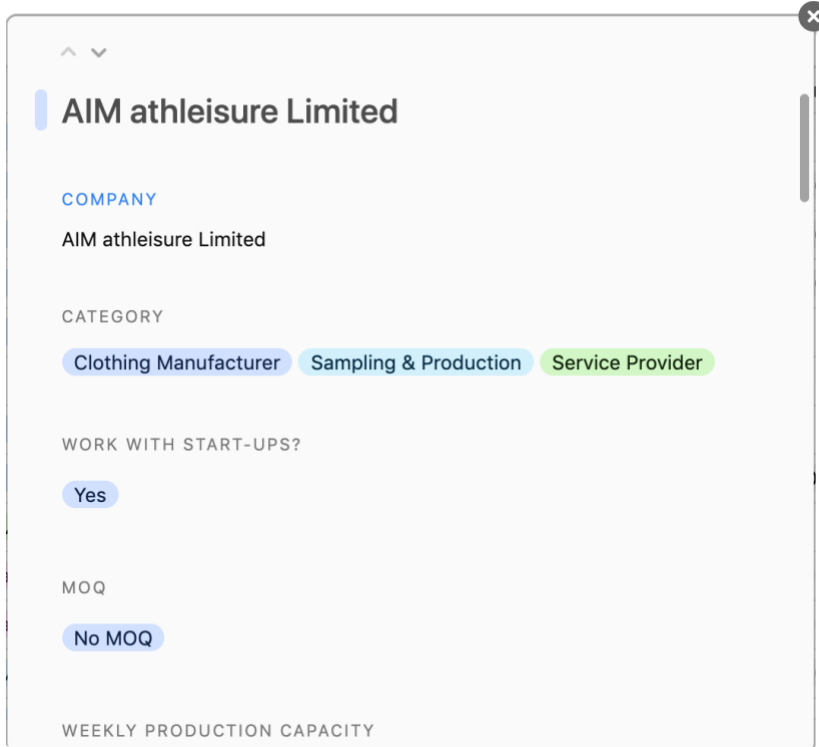 AIM athleisure Limited
COMPANY
AIM athleisure Limited
CATEGORY
Clothing Manufacturer Sampling & Production Service Provider
WORK WITH START-UPS?
Yes
MOQ
No MOQ
WEEKLY PRODUCTION CAPACITY